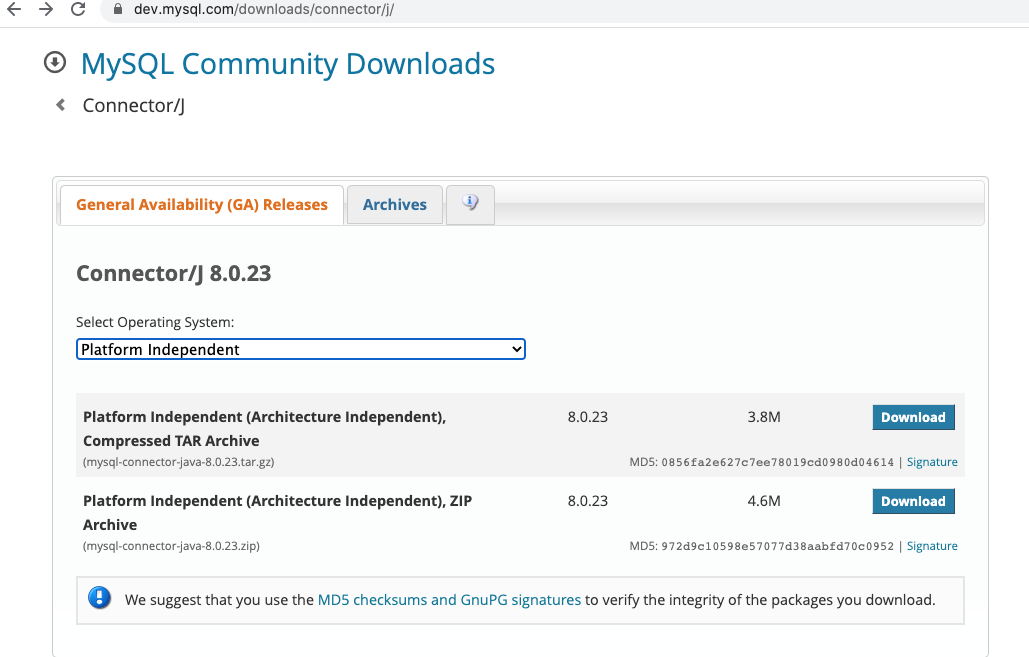 dev.mysql.com/downloads/connector/j/
MySQL Community Downloads
Connector/J
General Availability (GA) Releases
Archives
Connector/J 8.0.23
Select Operating System:
Platform Independent
Platform Independent (Architecture Independent), 8.0.23 3.8M Download
Compressed TAR Archive
(mysql-connector-java-8.0.23.tar.gz) MD5: 0856fa2e627c7ee78019cd0980d04614 | Signature
Platform Independent (Architecture Independent), ZIP 8.0.23 4.6M Download
Archive
(mysql-connector-java-8.0.23.zip) MD5: 972d9c10598e57077d38aabfd70c0952 | Signature
We suggest that you use the MD5 checksums and GnuPG signatures to verify the integrity of the packages you download.